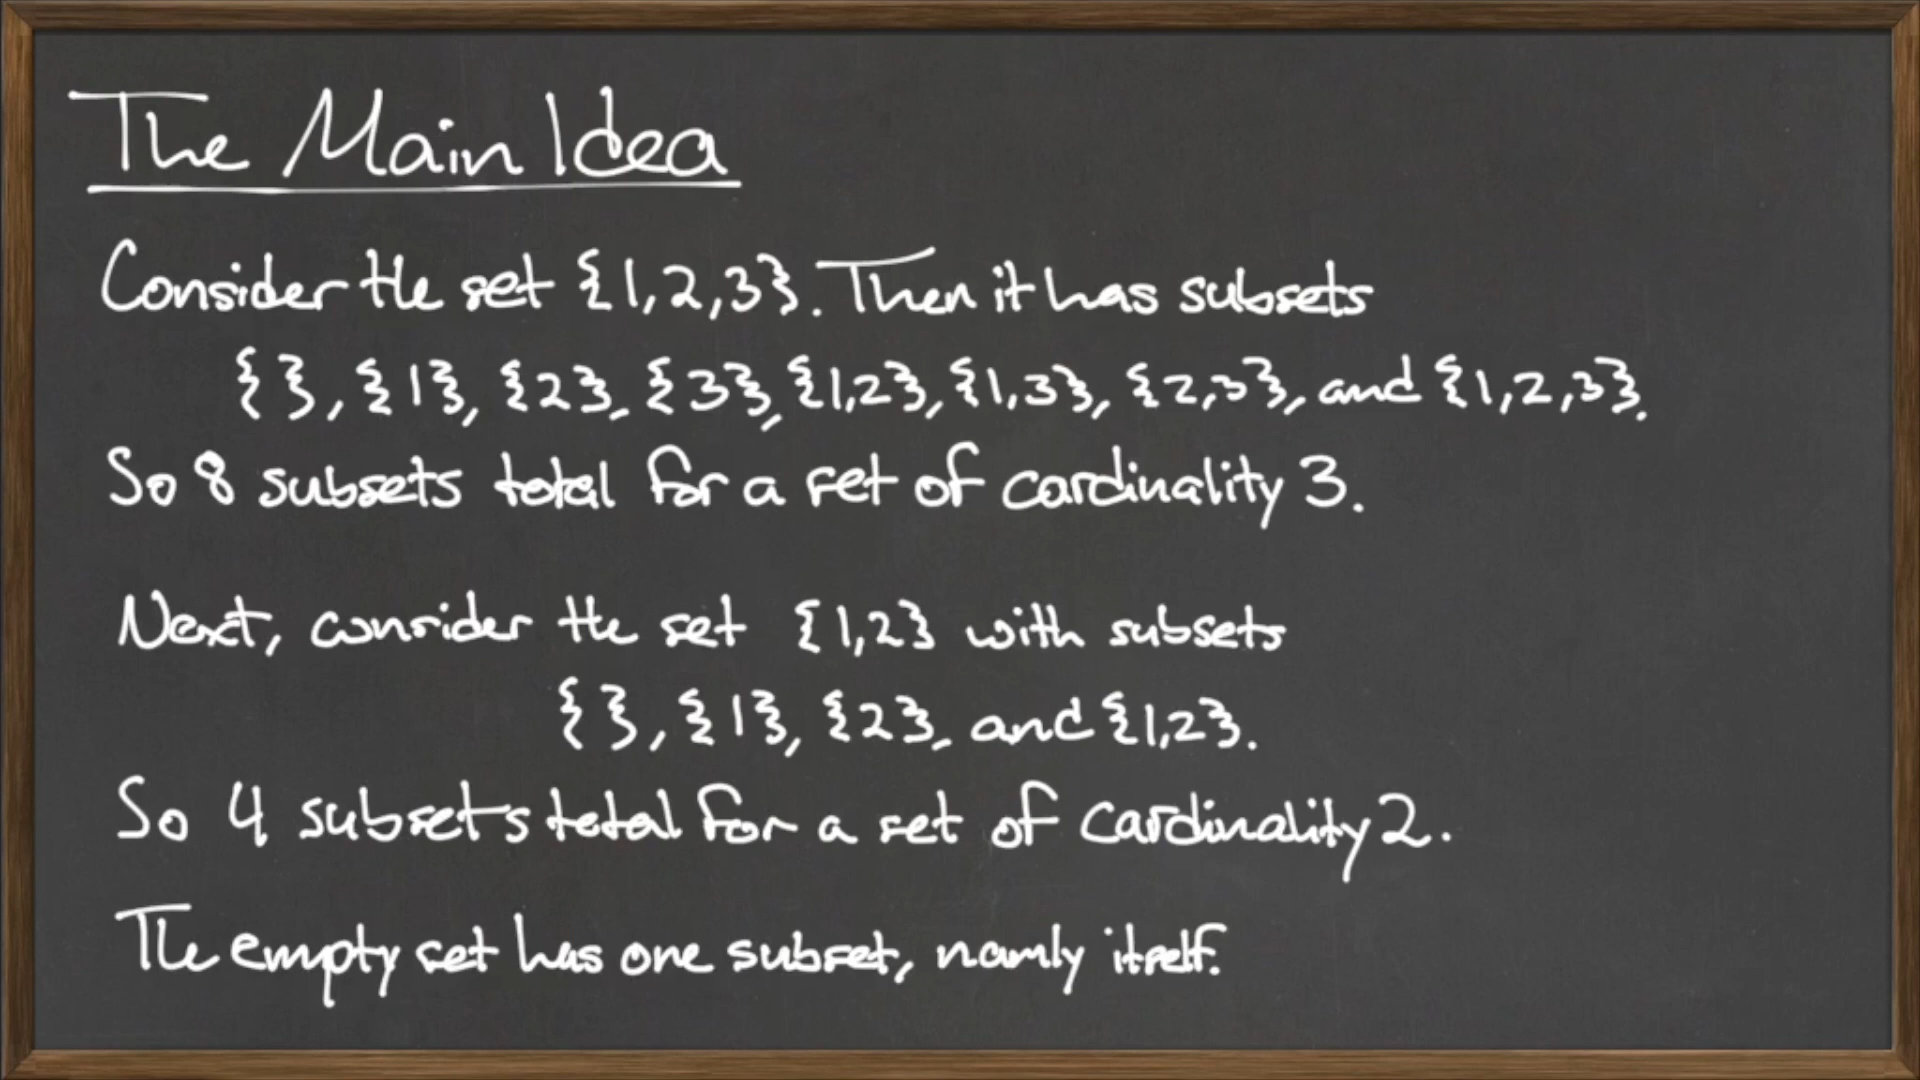 The Main Idea
Consider the set {1,2,3}. Then it has subsets
{ }, {1}, {2}, {3}, {1,2}, {1,3}, {2,3}, and {1,2,3}.
So 8 subsets total for a set of cardinality 3.
Next, consider the set {1,2} with subsets
{ }, {1}, {2}, and {1,2}.
So 4 subsets total for a set of cardinality 2.
The empty set has one subset, namly itself.